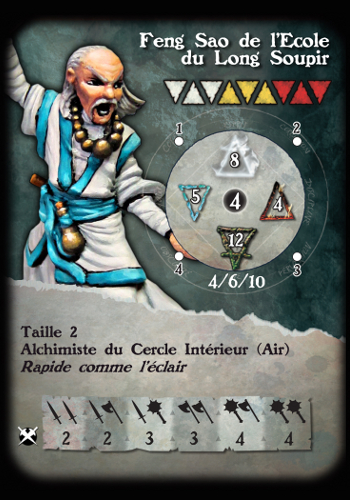 Feng Sao de l'Ecole
du Long Soupir
1 2
8
5 4 4
12
4 3
4/6/10
Taille 2
Alchimiste du Cercle Intérieur (Air)
Rapide comme l'éclair
2 2 3 3 4 4